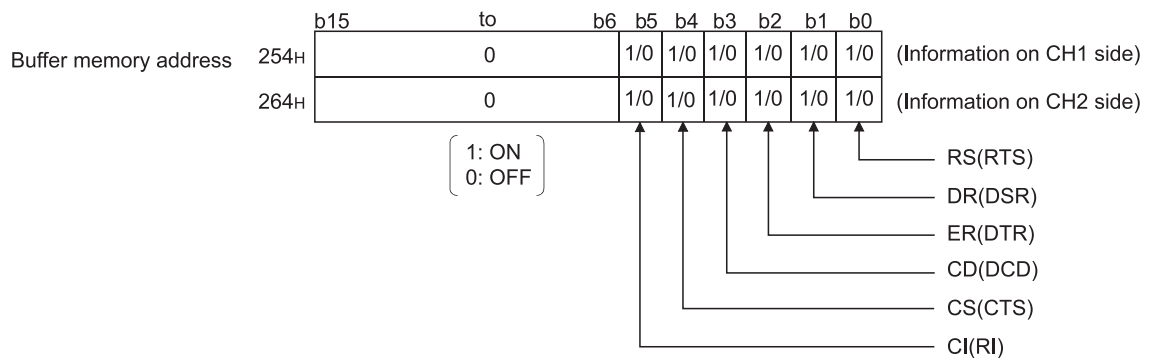 b15 to b6 b5 b4 b3 b2 b1 b0
Buffer memory address 254H 0 1/0 1/0 1/0 1/0 1/0 1/0 (Information on CH1 side)
264H 0 1/0 1/0 1/0 1/0 1/0 1/0 (Information on CH2 side)
1: ON
0: OFF
RS(RTS)
DR(DSR)
ER(DTR)
CD(DCD)
CS(CTS)
CI(RI)